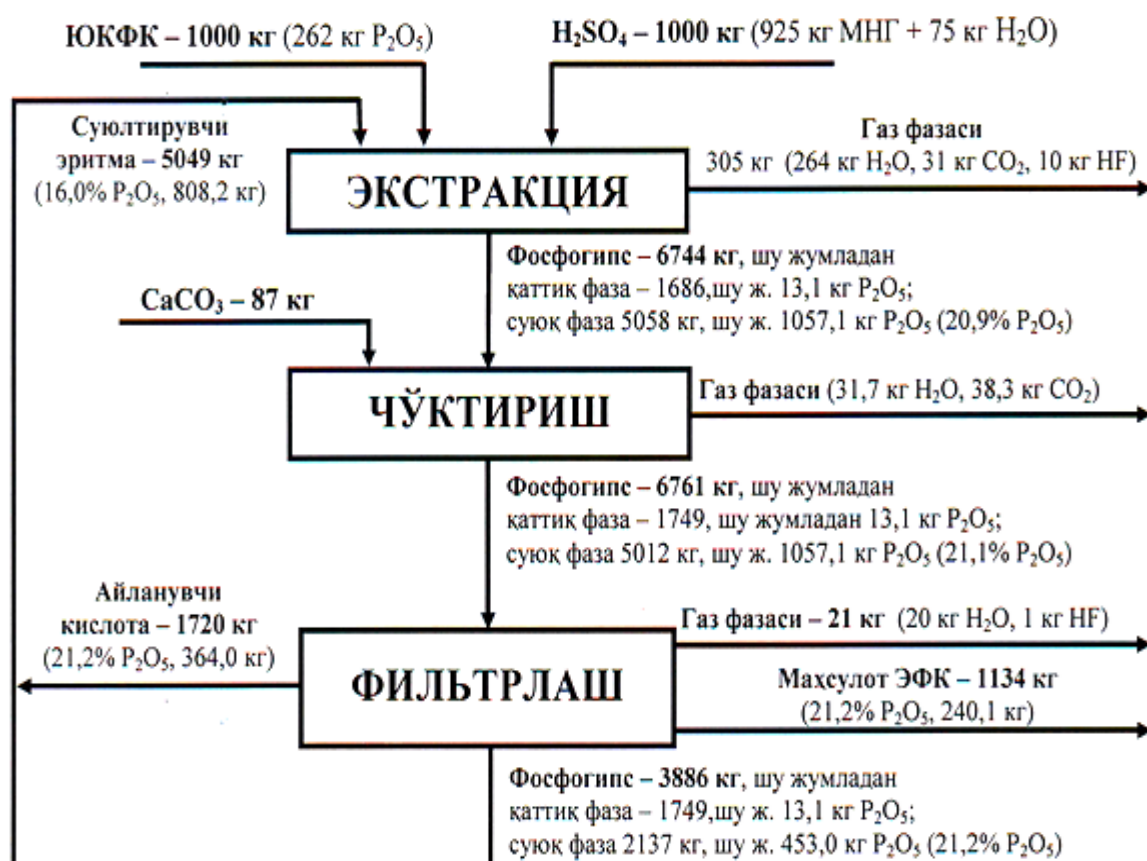 ЮКФК – 1000 кг (262 кг P₂O₅)
H₂SO₄ – 1000 кг (925 кг МНГ + 75 кг H₂O)
Суюлтирувчи
эритма – 5049 кг
(16,0% P₂O₅, 808,2 кг)
Газ фазаси
305 кг (264 кг H₂O, 31 кг CO₂, 10 кг HF)
ЭКСТРАКЦИЯ
Фосфогипс – 6744 кг, шу жумладан
қаттиқ фаза – 1686,шу ж. 13,1 кг P₂O₅;
суюқ фаза 5058 кг, шу ж. 1057,1 кг P₂O₅ (20,9% P₂O₅)
CaCO₃ – 87 кг
ЧЎКТИРИШ
Газ фазаси (31,7 кг H₂O, 38,3 кг CO₂)
Фосфогипс – 6761 кг, шу жумладан
қаттиқ фаза – 1749, шу жумладан 13,1 кг P₂O₅;
суюқ фаза 5012 кг, шу ж. 1057,1 кг P₂O₅ (21,1% P₂O₅)
Айланувчи
кислота – 1720 кг
(21,2% P₂O₅, 364,0 кг)
ФИЛЬТРЛАШ
Газ фазаси – 21 кг (20 кг H₂O, 1 кг HF)
Маҳсулот ЭФК – 1134 кг
(21,2% P₂O₅, 240,1 кг)
Фосфогипс – 3886 кг, шу жумладан
қаттиқ фаза – 1749,шу ж. 13,1 кг P₂O₅;
суюқ фаза 2137 кг, шу ж. 453,0 кг P₂O₅ (21,2% P₂O₅)